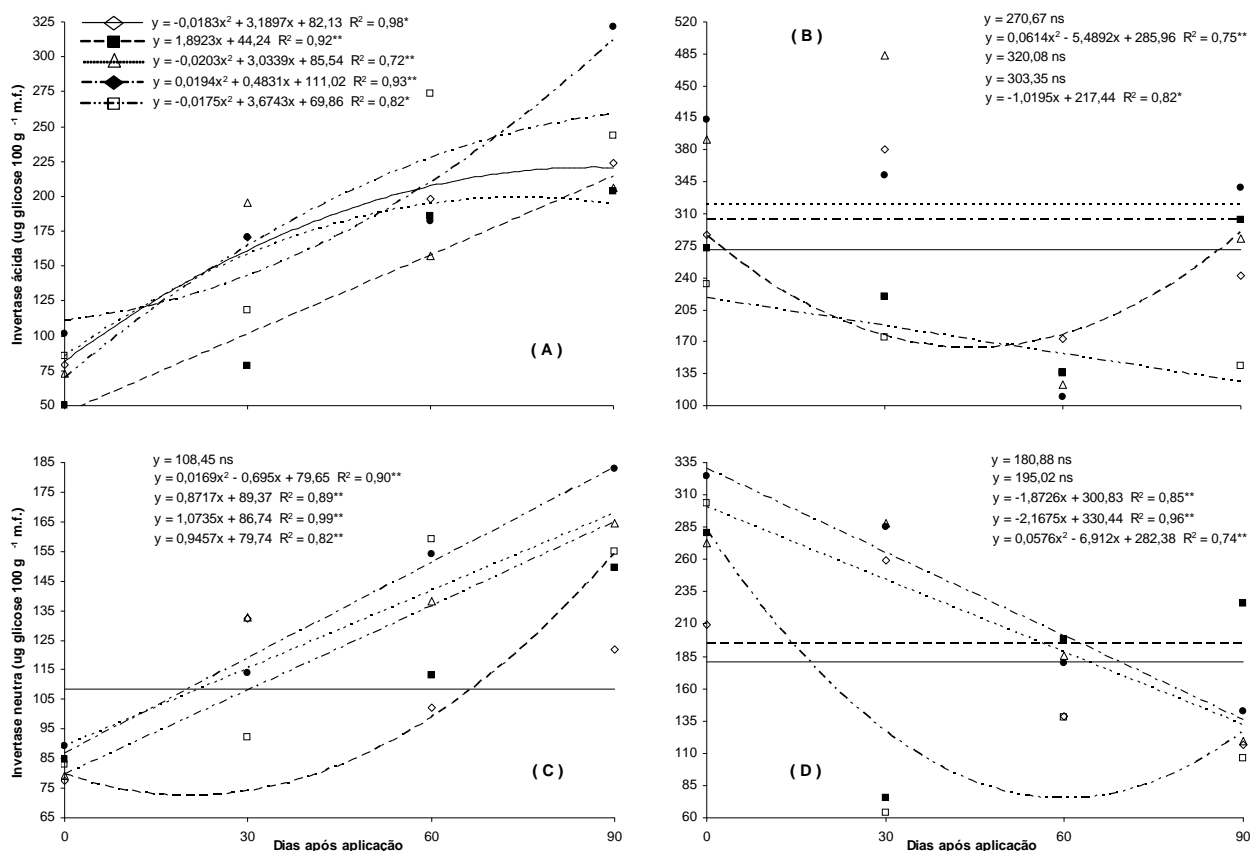 y = -0,0183x² + 3,1897x + 82,13  R² = 0,98*
y = 1,8923x + 44,24  R² = 0,92**
y = -0,0203x² + 3,0339x + 85,54  R² = 0,72**
y = 0,0194x² + 0,4831x + 111,02  R² = 0,93**
y = -0,0175x² + 3,6743x + 69,86  R² = 0,82*
( A )
Invertase ácida (ug glicose 100 g ⁻¹ m.f.)
325
300
275
250
225
200
175
150
125
100
75
50
y = 270,67 ns
y = 0,0614x² - 5,4892x + 285,96  R² = 0,75**
y = 320,08 ns
y = 303,35 ns
y = -1,0195x + 217,44  R² = 0,82*
( B )
520
485
450
415
380
345
310
275
240
205
170
135
100
y = 108,45 ns
y = 0,0169x² - 0,695x + 79,65  R² = 0,90**
y = 0,8717x + 89,37  R² = 0,89**
y = 1,0735x + 86,74  R² = 0,99**
y = 0,9457x + 79,74  R² = 0,82**
( C )
Invertase neutra (ug glicose 100 g ⁻¹ m.f.)
185
175
165
155
145
135
125
115
105
95
85
75
65
0 30 60 90
Dias após aplicação
y = 180,88 ns
y = 195,02 ns
y = -1,8726x + 300,83  R² = 0,85**
y = -2,1675x + 330,44  R² = 0,96**
y = 0,0576x² - 6,912x + 282,38  R² = 0,74**
( D )
335
310
285
260
235
210
185
160
135
110
85
60
0 30 60 90
Dias após aplicação